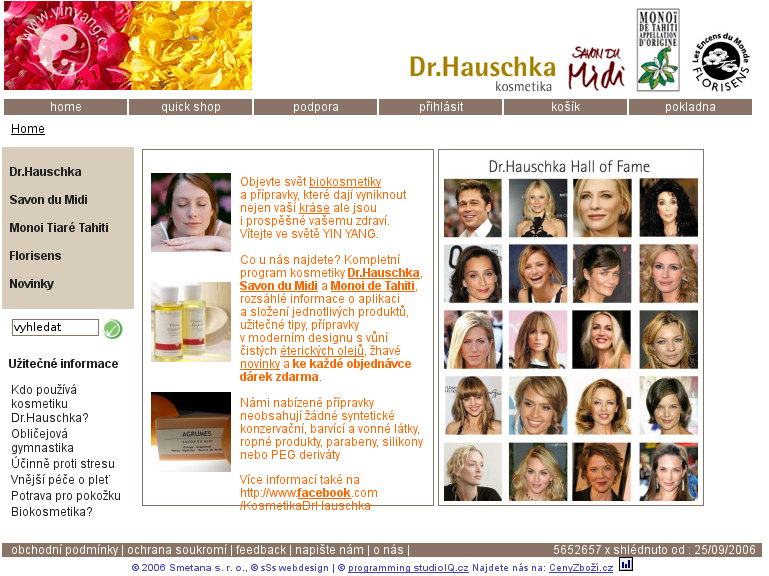 www.yinyang.cz
Dr.Hauschka
kosmetika
SAVON DU
Midi
MONOÏ
DE TAHITI
APPELLATION
D'ORIGINE
Les Encens du Monde
FLORISENS
home
quick shop
podpora
přihlásit
košík
pokladna
Home
Dr.Hauschka
Savon du Midi
Monoi Tiaré Tahiti
Florisens
Novinky
vyhledat
Užitečné informace
Kdo používá
kosmetiku
Dr.Hauschka?
Obličejová
gymnastika
Účinně proti stresu
Vnější péče o pleť
Potrava pro pokožku
Biokosmetika?
Objevte svět biokosmetiky
a přípravky, které dají vyniknout
nejen vaší kráse ale jsou
i prospěšné vašemu zdraví.
Vítejte ve světě YIN YANG.
Co u nás najdete? Kompletní
program kosmetiky Dr.Hauschka,
Savon du Midi a Monoi de Tahiti,
rozsáhlé informace o aplikaci
a složení jednotlivých produktů,
užitečné tipy, přípravky
v moderním designu s vůní
čistých éterických olejů, žhavé
novinky a ke každé objednávce
dárek zdarma.
AGRUMES
Námi nabízené přípravky
neobsahují žádné syntetické
konzervační, barvící a vonné látky,
ropné produkty, parabeny, silikony
nebo PEG deriváty
Více informací také na
http://www.facebook.com
/KosmetikaDrHauschka
Dr.Hauschka Hall of Fame
obchodní podmínky | ochrana soukromí | feedback | napište nám | o nás |
5652657 x shlédnuto od : 25/09/2006
© 2006 Smetana s. r. o., © sSs webdesign | © programming studioIQ.cz Najdete nás na: CenyZboží.cz